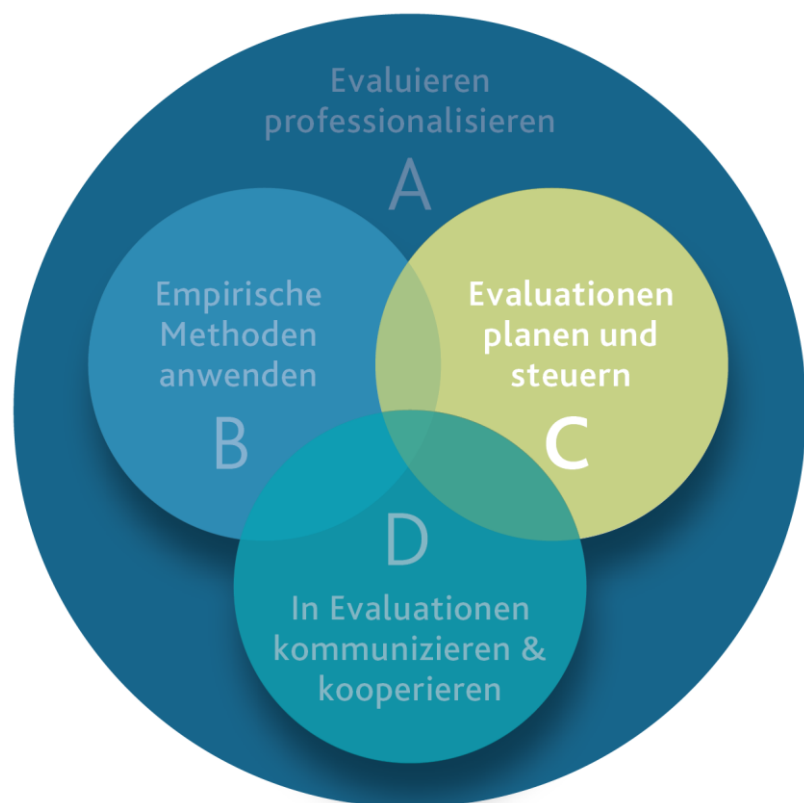 Evaluieren
professionalisieren
A
Empirische
Methoden
anwenden
B
Evaluationen
planen und
steuern
C
D
In Evaluationen
kommunizieren &
kooperieren